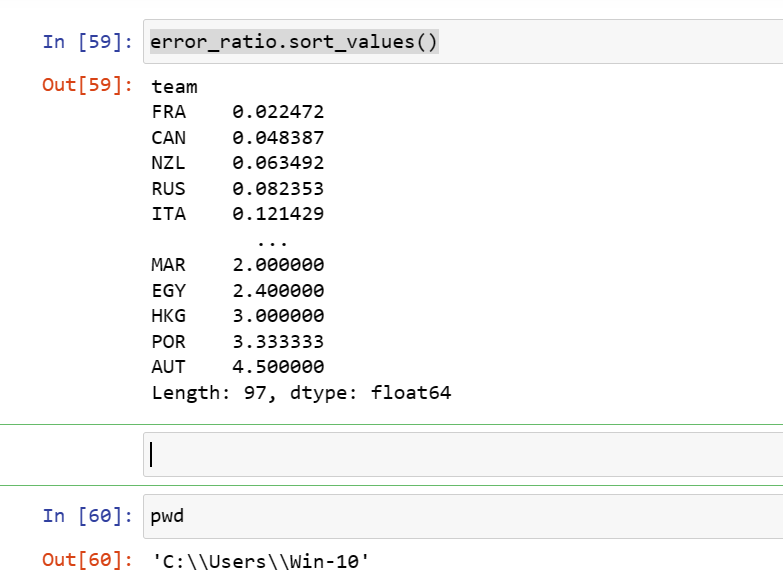 In [59]: error_ratio.sort_values()
Out[59]: team
FRA 0.022472
CAN 0.048387
NZL 0.063492
RUS 0.082353
ITA 0.121429
...
MAR 2.000000
EGY 2.400000
HKG 3.000000
POR 3.333333
AUT 4.500000
Length: 97, dtype: float64
In [60]: pwd
Out[60]: 'C:\\Users\\Win-10'